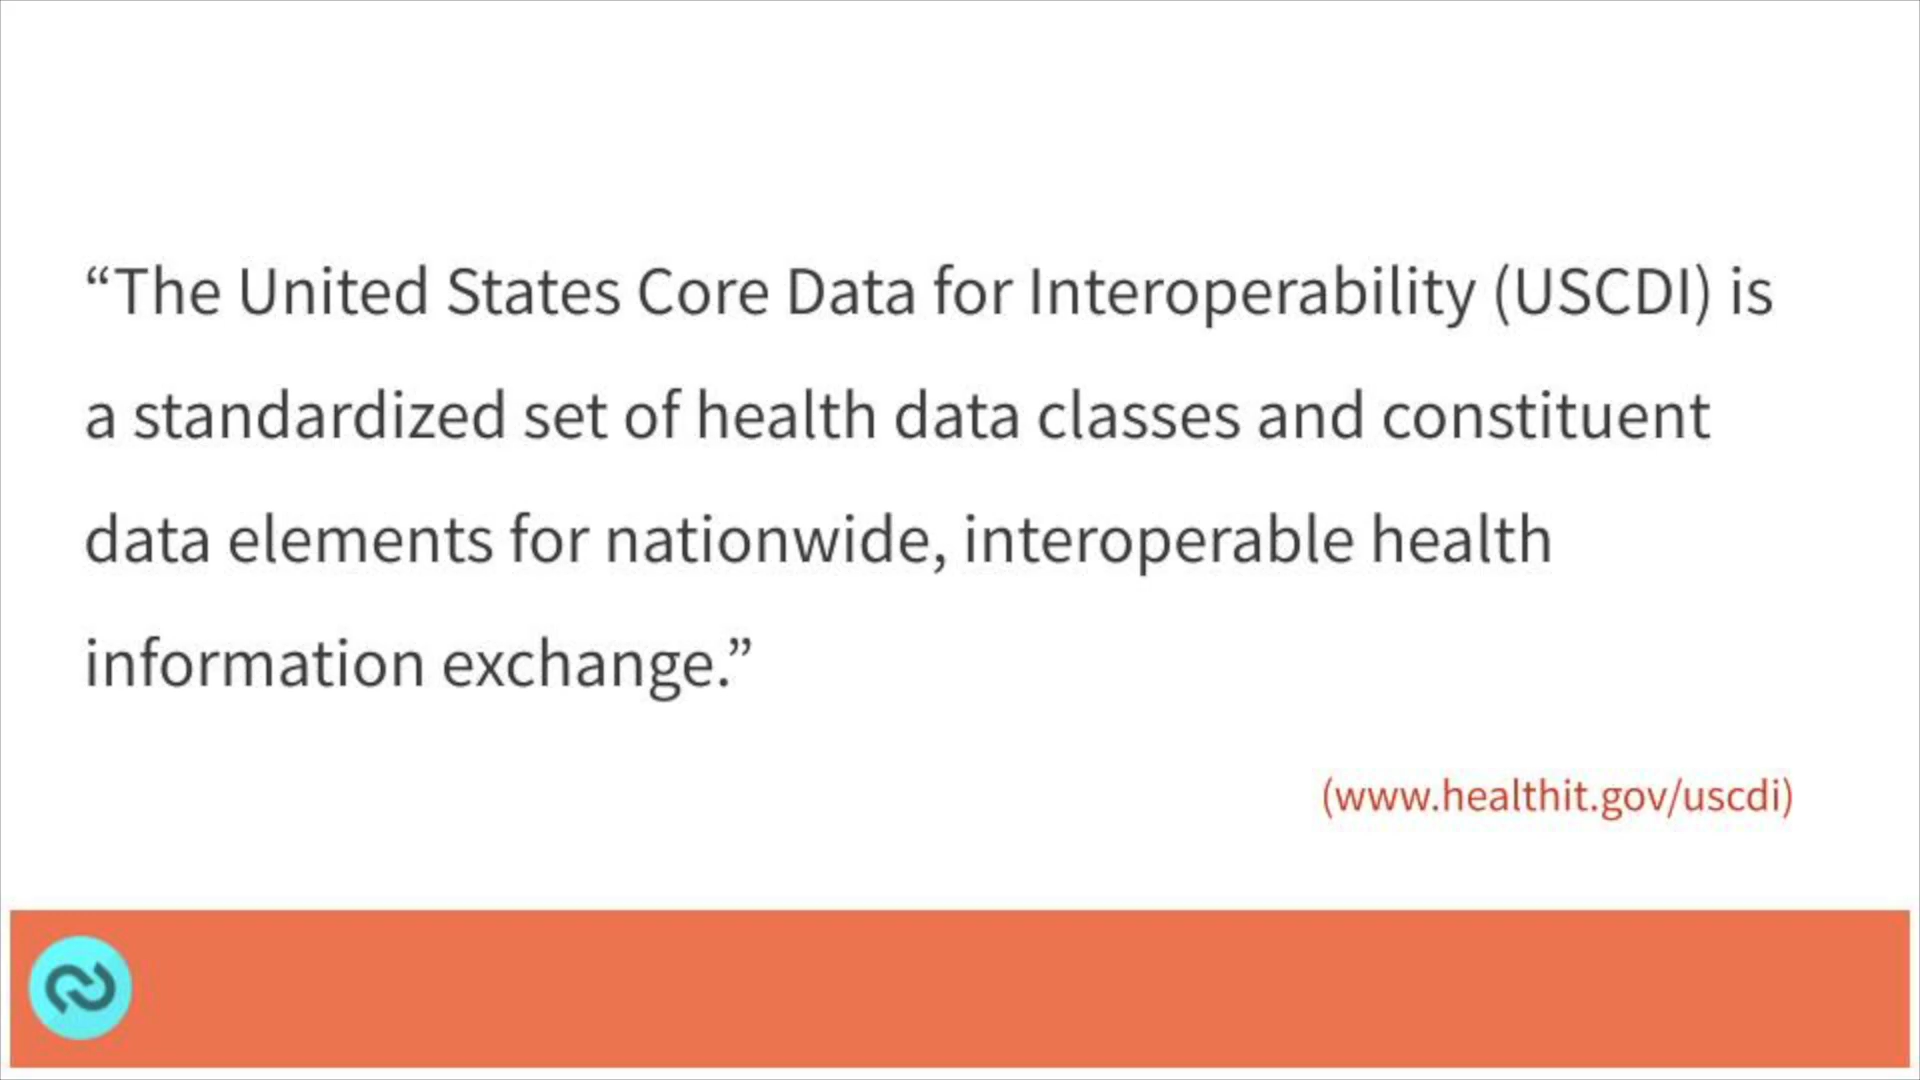 “The United States Core Data for Interoperability (USCDI) is
a standardized set of health data classes and constituent
data elements for nationwide, interoperable health
information exchange.”
(www.healthit.gov/uscdi)